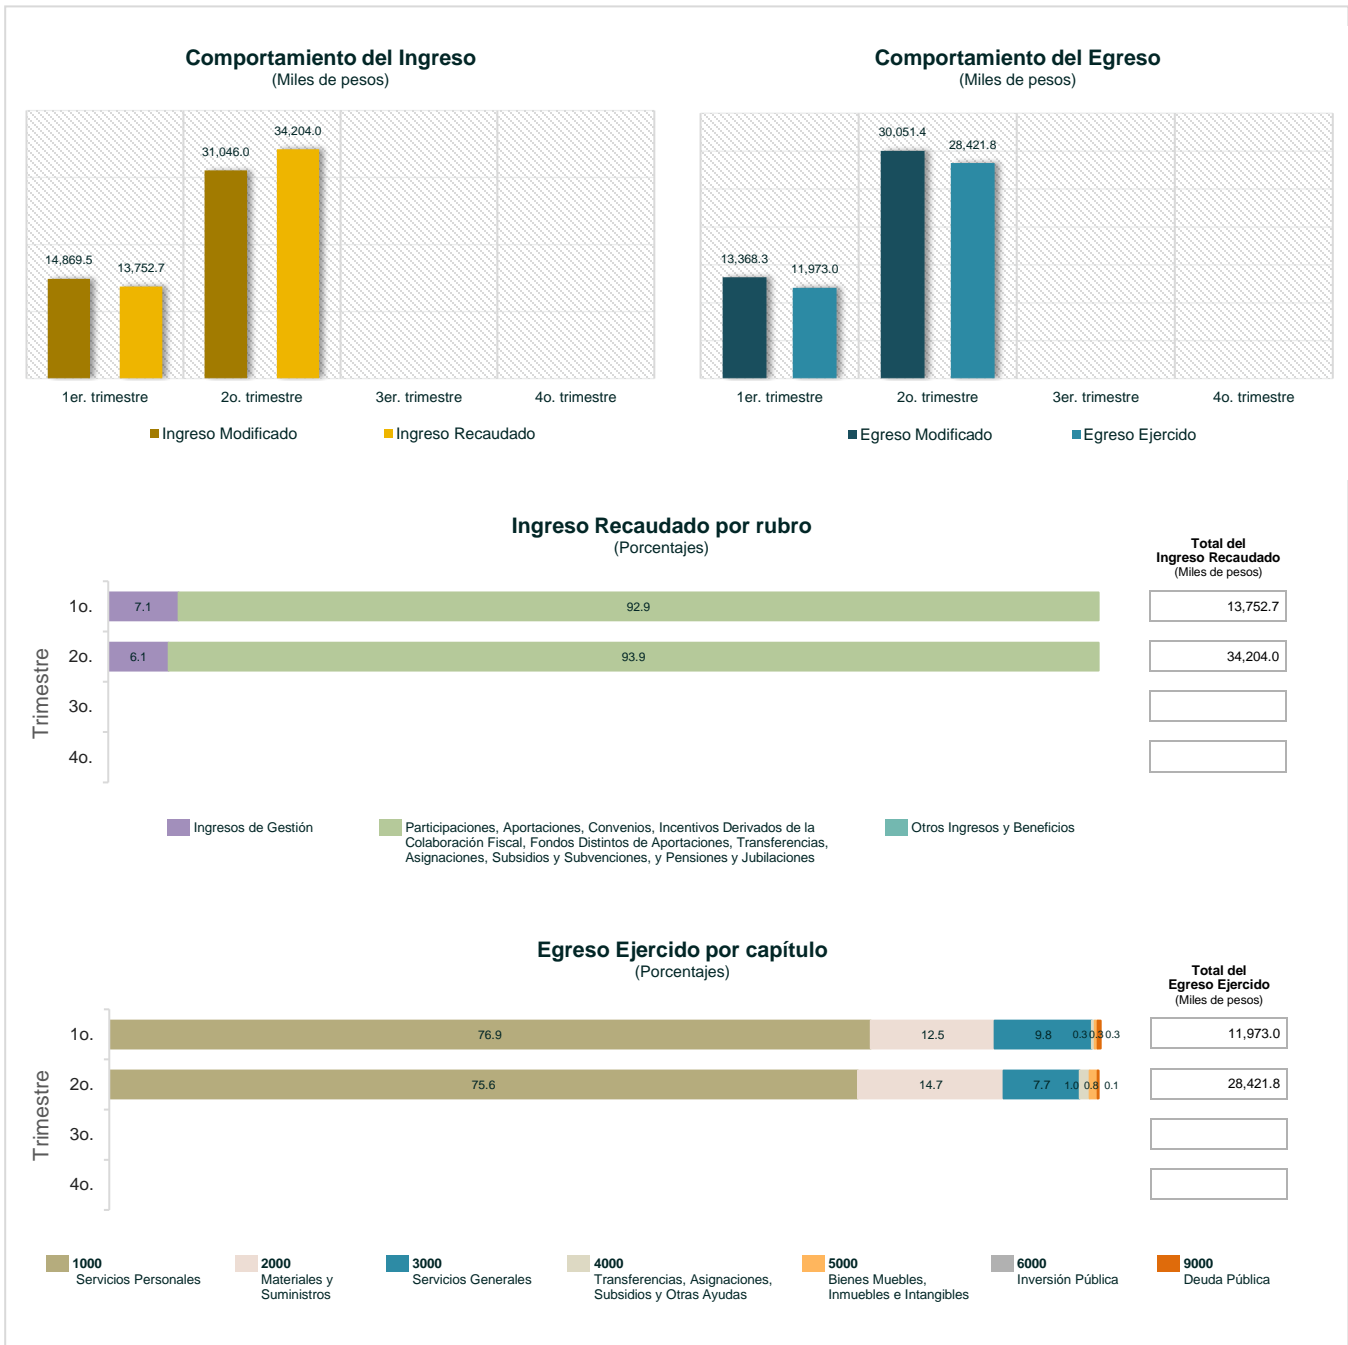 Comportamiento del Ingreso
(Miles de pesos)
34,204.0
31,046.0
14,869.5
13,752.7
1er. trimestre
2o. trimestre
3er. trimestre
4o. trimestre
Ingreso Modificado
Ingreso Recaudado
Comportamiento del Egreso
(Miles de pesos)
30,051.4
28,421.8
13,368.3
11,973.0
1er. trimestre
2o. trimestre
3er. trimestre
4o. trimestre
Egreso Modificado
Egreso Ejercido
Ingreso Recaudado por rubro
(Porcentajes)
Total del
Ingreso Recaudado
(Miles de pesos)
Trimestre
1o.
7.1
92.9
13,752.7
2o.
6.1
93.9
34,204.0
3o.
4o.
Ingresos de Gestión
Participaciones, Aportaciones, Convenios, Incentivos Derivados de la
Colaboración Fiscal, Fondos Distintos de Aportaciones, Transferencias,
Asignaciones, Subsidios y Subvenciones, y Pensiones y Jubilaciones
Otros Ingresos y Beneficios
Egreso Ejercido por capítulo
(Porcentajes)
Total del
Egreso Ejercido
(Miles de pesos)
Trimestre
1o.
76.9
12.5
9.8
0.3
0.3
0.3
11,973.0
2o.
75.6
14.7
7.7
1.0
0.8
0.1
28,421.8
3o.
4o.
1000
Servicios Personales
2000
Materiales y
Suministros
3000
Servicios Generales
4000
Transferencias, Asignaciones,
Subsidios y Otras Ayudas
5000
Bienes Muebles,
Inmuebles e Intangibles
6000
Inversión Pública
9000
Deuda Pública